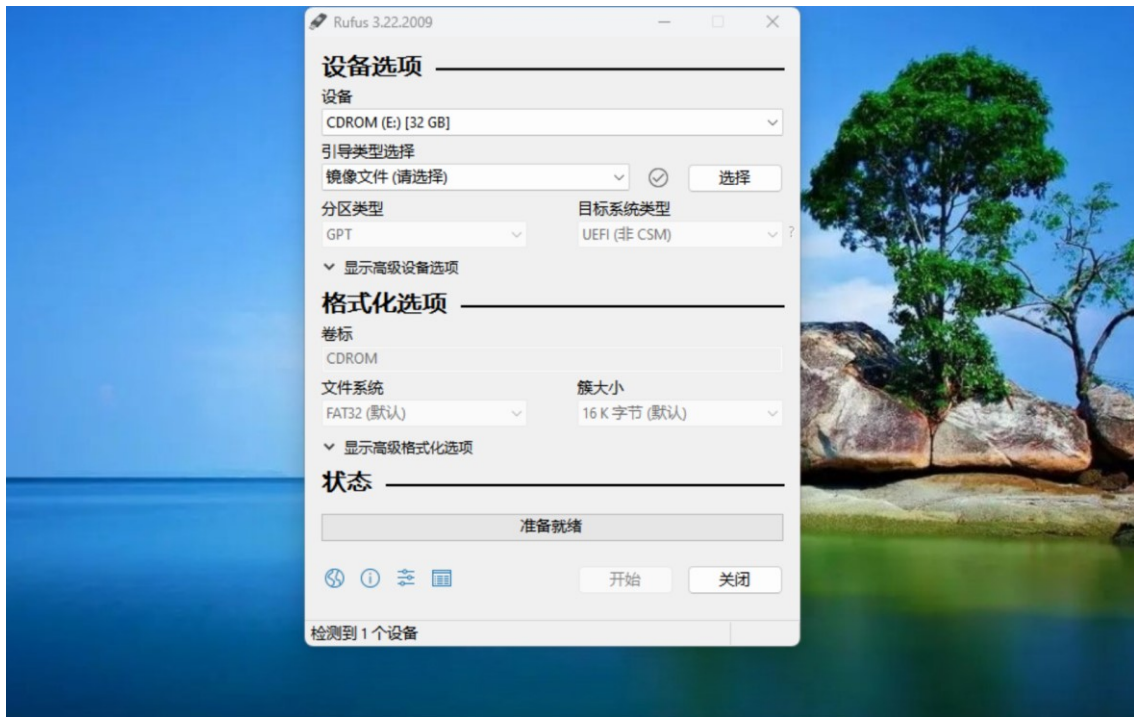 Rufus 3.22.2009
设备选项
设备
CDROM (E:) [32 GB]
引导类型选择
镜像文件 (请选择)
选择
分区类型 目标系统类型
GPT UEFI (非 CSM) ?
显示高级设备选项
格式化选项
卷标
CDROM
文件系统 簇大小
FAT32 (默认) 16 K 字节 (默认)
显示高级格式化选项
状态
准备就绪
开始 关闭
检测到 1 个设备